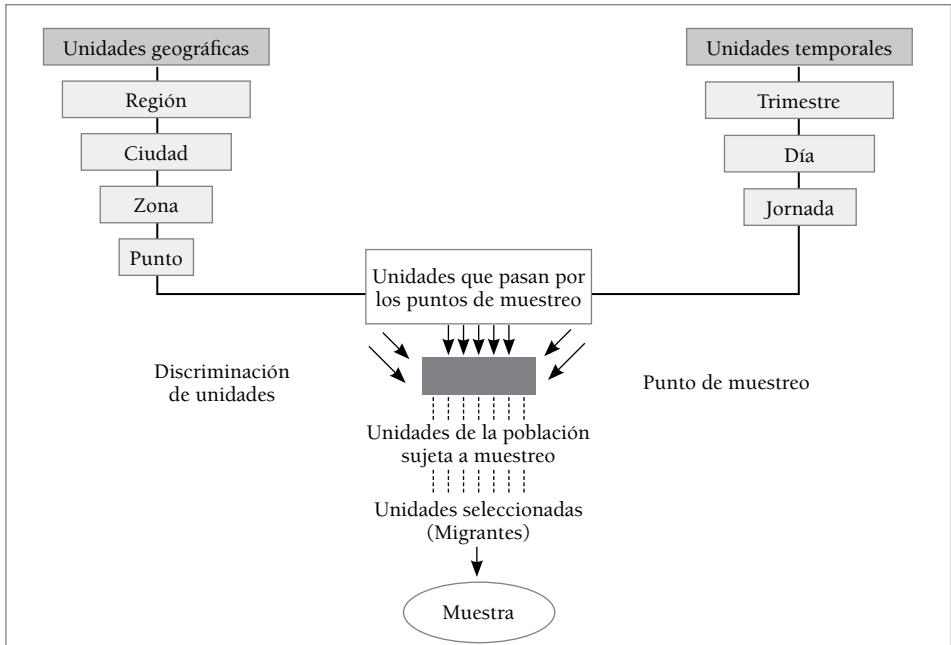 Unidades geográficas
Región
Ciudad
Zona
Punto
Unidades temporales
Trimestre
Día
Jornada
Unidades que pasan por
los puntos de muestreo
Discriminación
de unidades
Punto de muestreo
Unidades de la población
sujeta a muestreo
Unidades seleccionadas
(Migrantes)
Muestra